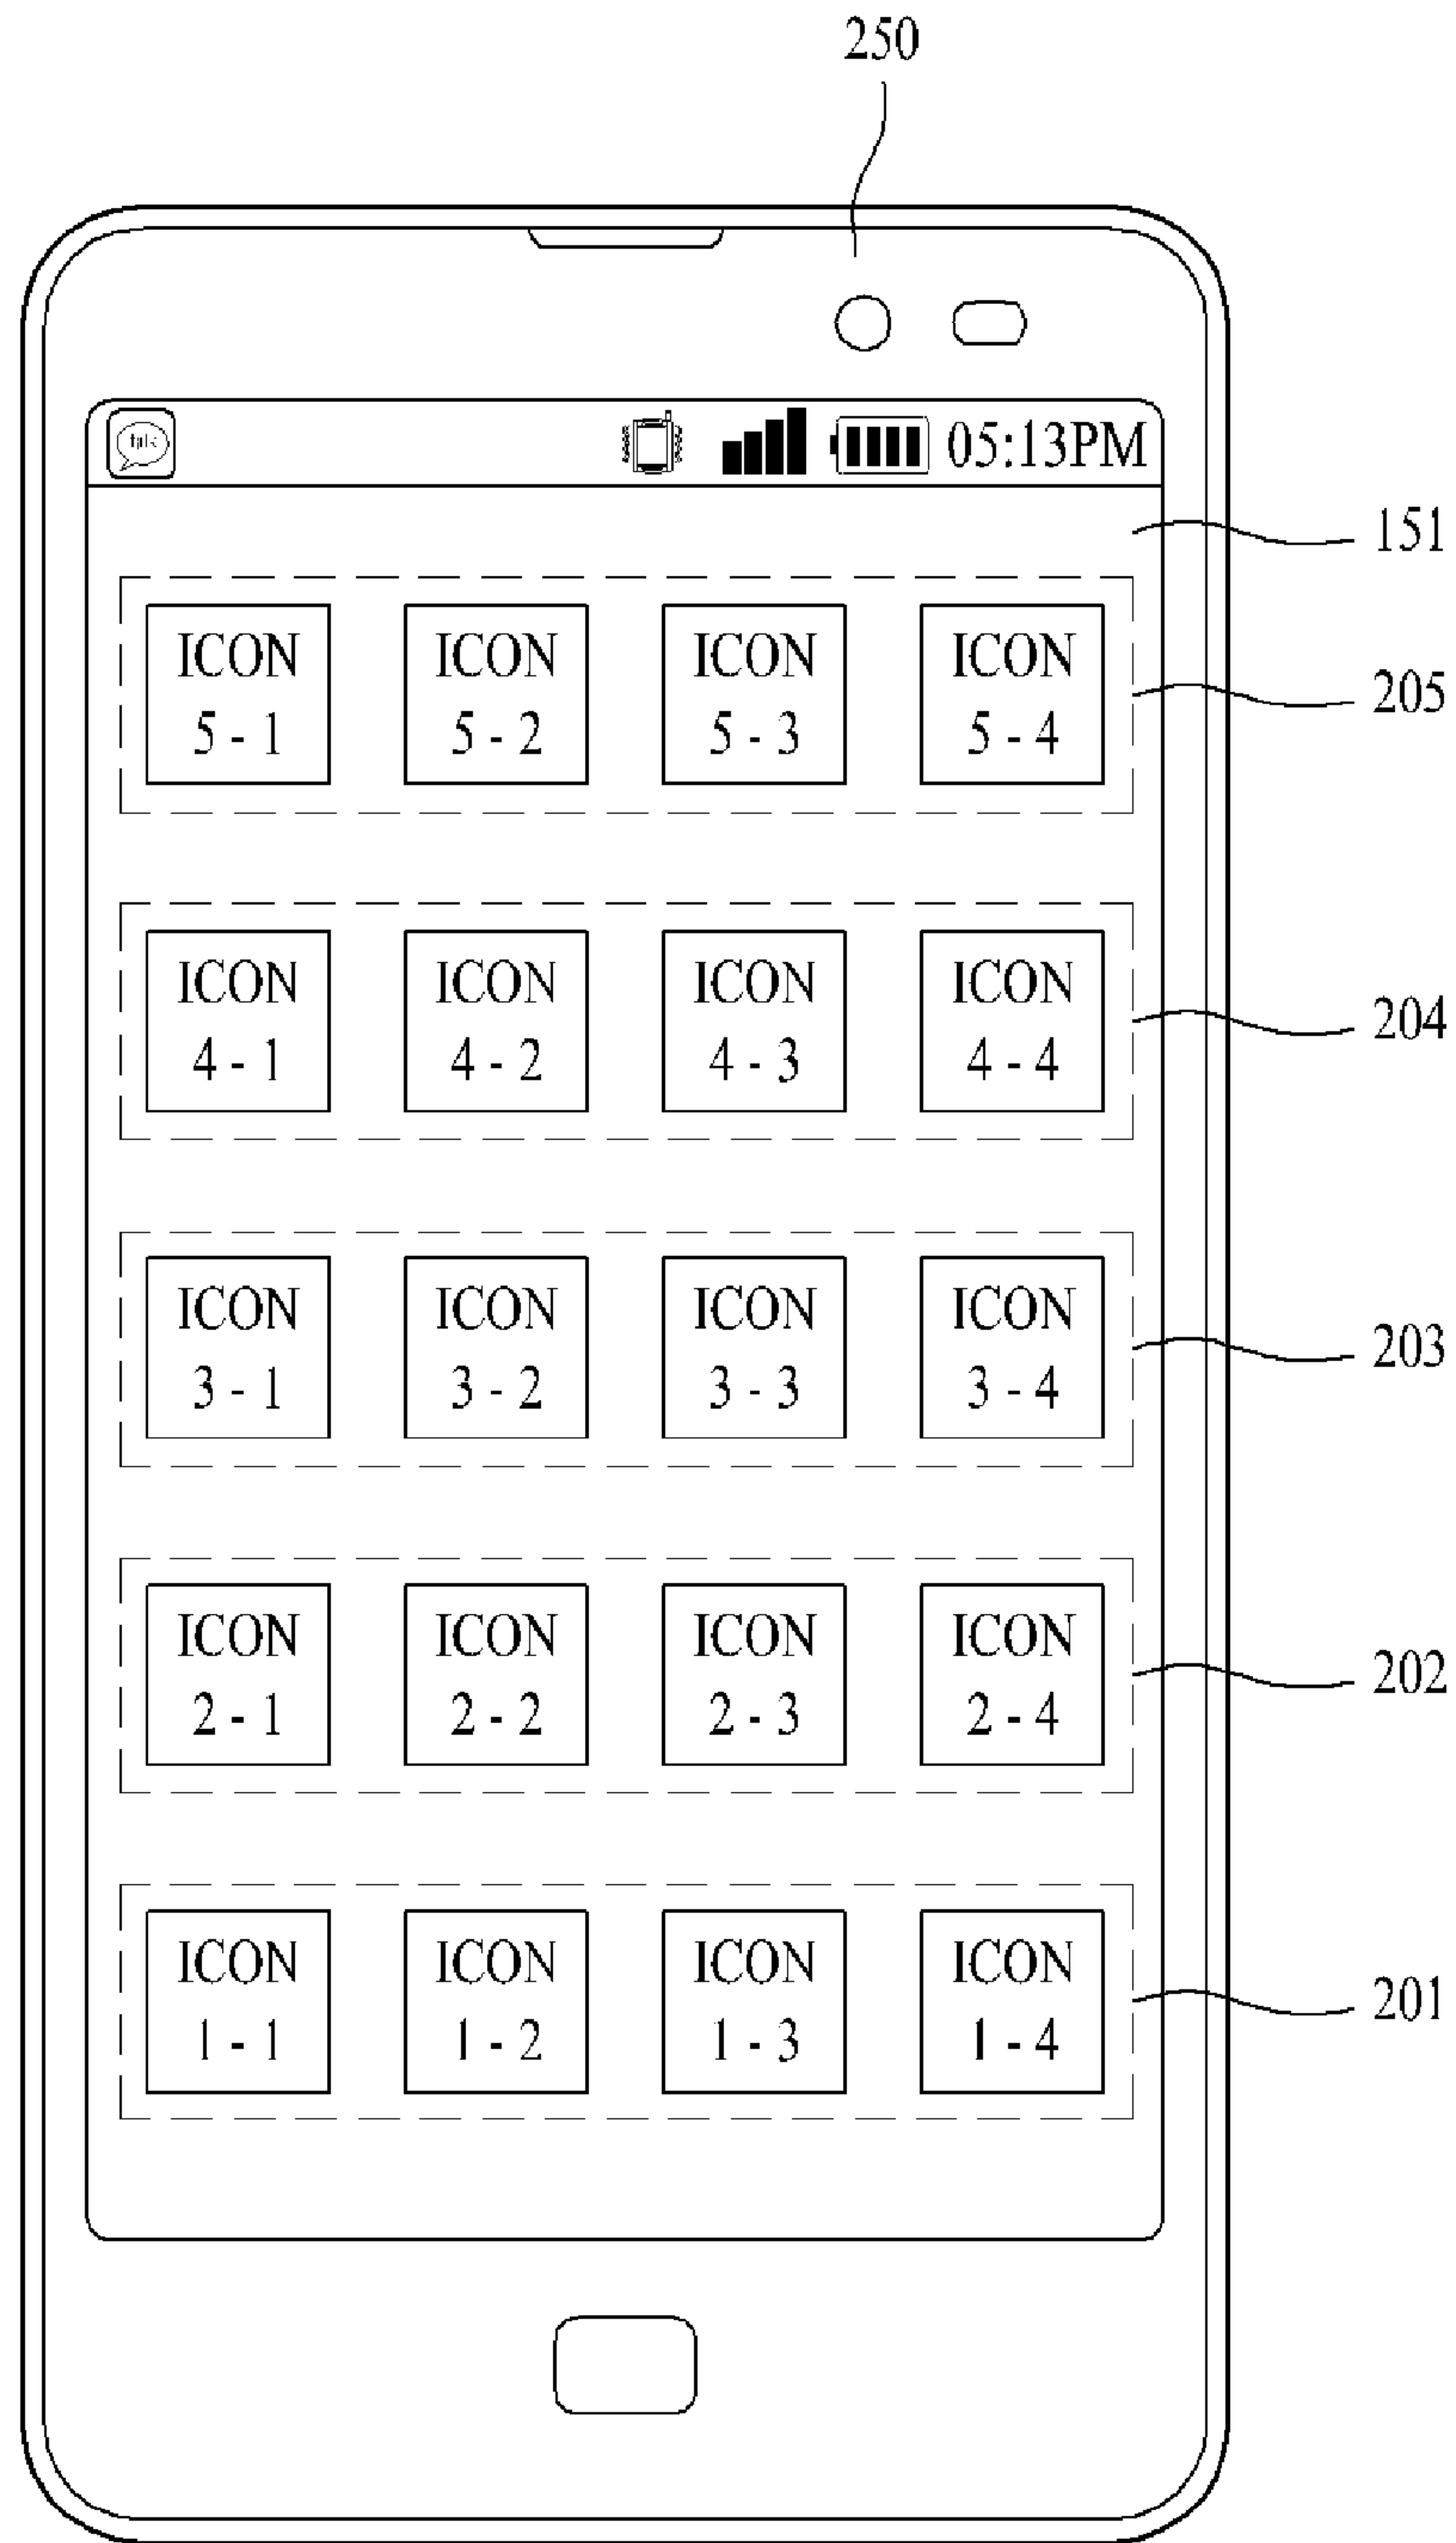 250
talk
05:13PM
151
ICON ICON ICON ICON
5 - 1 5 - 2 5 - 3 5 - 4
205
ICON ICON ICON ICON
4 - 1 4 - 2 4 - 3 4 - 4
204
ICON ICON ICON ICON
3 - 1 3 - 2 3 - 3 3 - 4
203
ICON ICON ICON ICON
2 - 1 2 - 2 2 - 3 2 - 4
202
ICON ICON ICON ICON
1 - 1 1 - 2 1 - 3 1 - 4
201